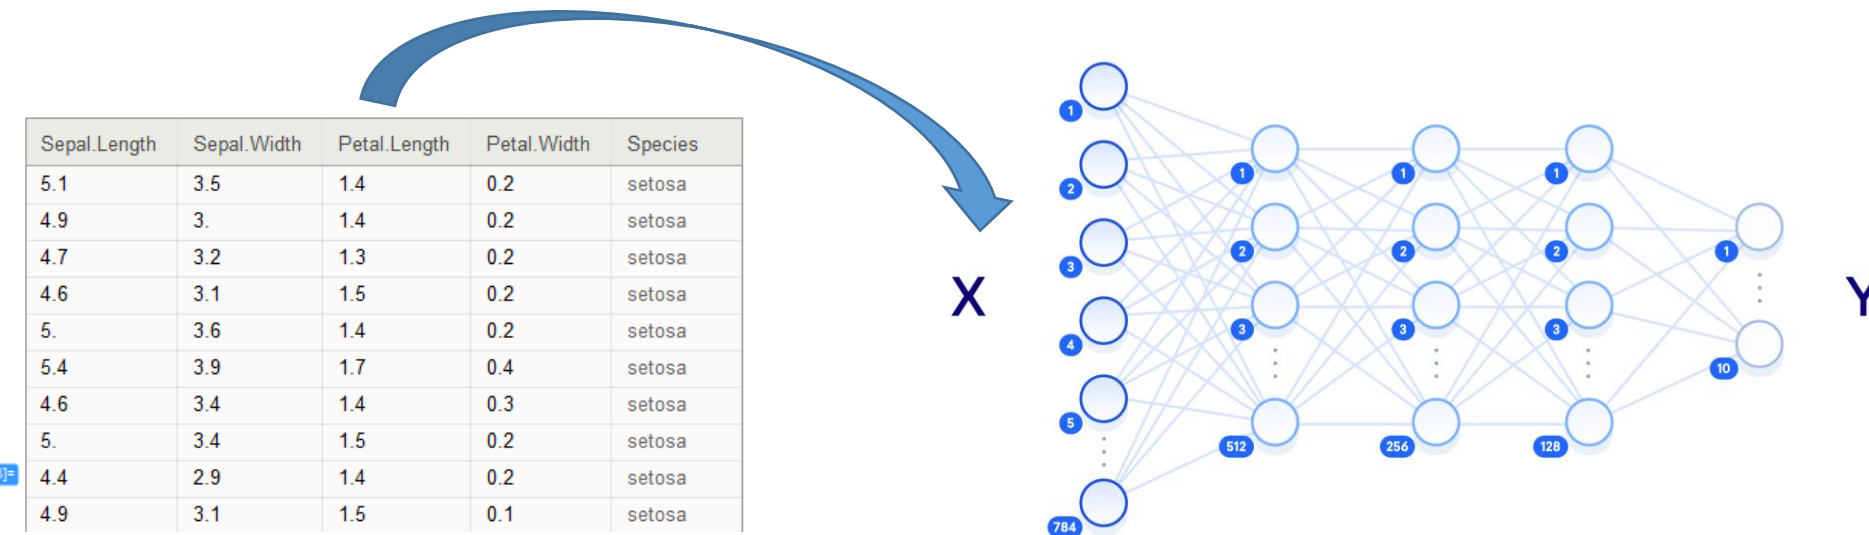 Sepal.Length Sepal.Width Petal.Length Petal.Width Species
5.1 3.5 1.4 0.2 setosa
4.9 3. 1.4 0.2 setosa
4.7 3.2 1.3 0.2 setosa
4.6 3.1 1.5 0.2 setosa
5. 3.6 1.4 0.2 setosa
5.4 3.9 1.7 0.4 setosa
4.6 3.4 1.4 0.3 setosa
5. 3.4 1.5 0.2 setosa
]=
4.4 2.9 1.4 0.2 setosa
4.9 3.1 1.5 0.1 setosa
X
1
2
3
4
5
784
1
2
3
512
1
2
3
256
1
2
3
128
1
10
Y